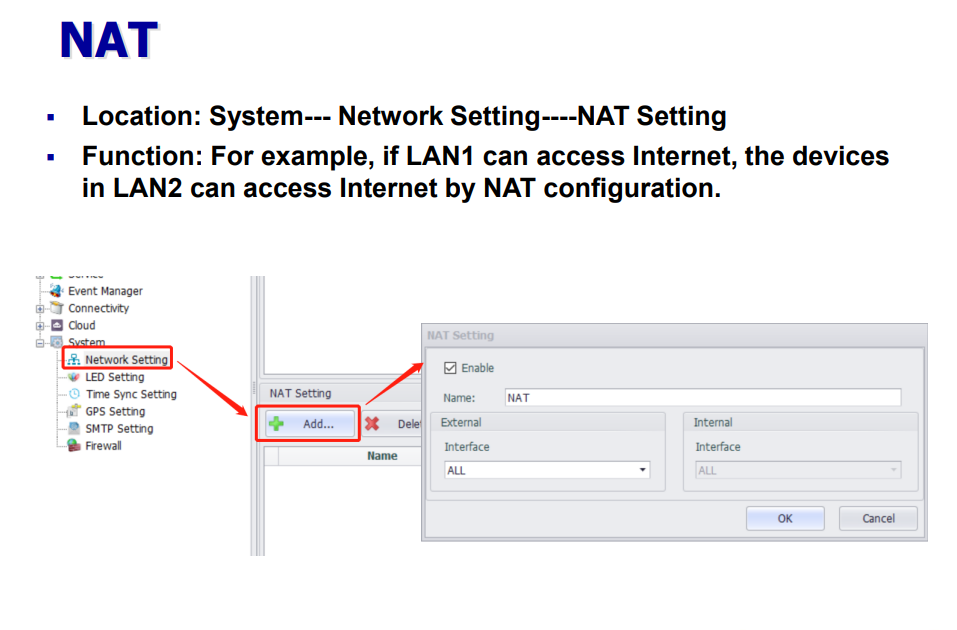 NAT
▪ Location: System--- Network Setting----NAT Setting
▪ Function: For example, if LAN1 can access Internet, the devices
in LAN2 can access Internet by NAT configuration.
Event Manager
Connectivity
Cloud
System
Network Setting
LED Setting
Time Sync Setting
GPS Setting
SMTP Setting
Firewall
NAT Setting
Add...
Name
NAT Setting
Enable
Name: NAT
External Internal
Interface Interface
ALL ALL
OK Cancel